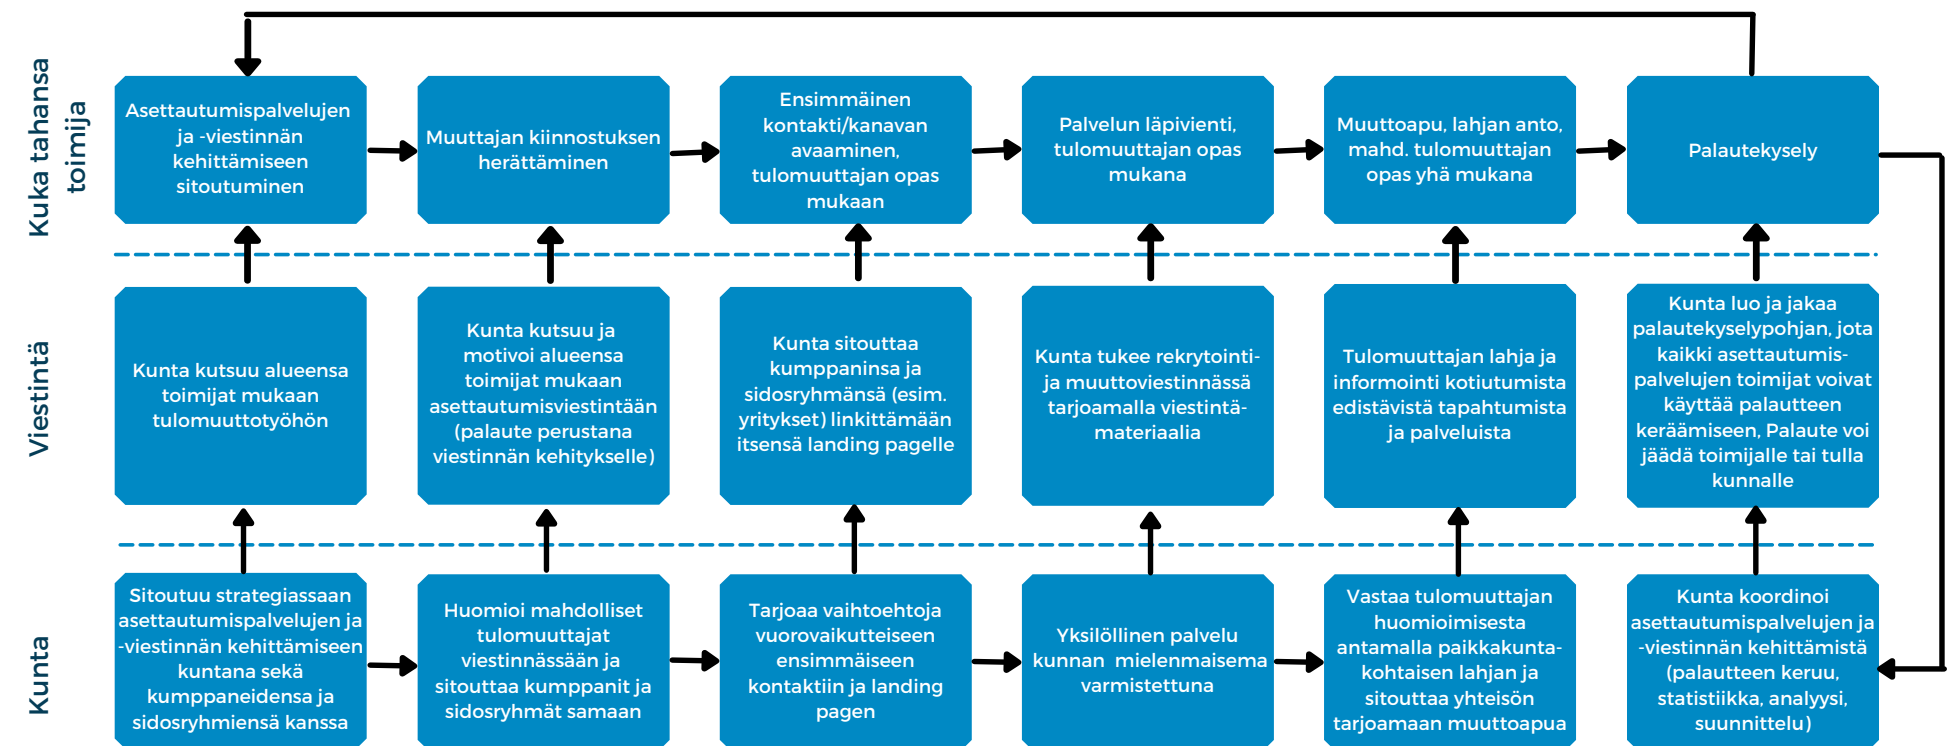 Kuka tahansa
toimija
Asettautumispalvelujen
ja -viestinnän
kehittämiseen
sitoutuminen
Muuttajan kiinnostuksen
herättäminen
Ensimmäinen
kontakti/kanavan
avaaminen,
tulomuuttajan opas
mukaan
Palvelun läpivienti,
tulomuuttajan opas
mukana
Muuttoapu, lahjan anto,
mahd. tulomuuttajan
opas yhä mukana
Palautekysely
Viestintä
Kunta kutsuu alueensa
toimijat mukaan
tulomuuttotyöhön
Kunta kutsuu ja
motivoi alueensa
toimijat mukaan
asettautumisviestintään
(palaute perustana
viestinnän kehitykselle)
Kunta sitouttaa
kumppaninsa ja
sidosryhmänsä (esim.
yritykset) linkittämään
itsensä landing pagelle
Kunta tukee rekrytointi-
ja muuttoviestinnässä
tarjoamalla viestintä-
materiaalia
Tulomuuttajan lahja ja
informointi kotiutumista
edistävistä tapahtumista
ja palveluista
Kunta luo ja jakaa
palautekyselypohjan, jota
kaikki asettautumis-
palvelujen toimijat voivat
käyttää palautteen
keräämiseen, Palaute voi
jäädä toimijalle tai tulla
kunnalle
Kunta
Sitoutuu strategiassaan
asettautumispalvelujen ja
-viestinnän kehittämiseen
kuntana sekä
kumppaneidensa ja
sidosryhmiensä kanssa
Huomioi mahdolliset
tulomuuttajat
viestinnässään ja
sitouttaa kumppanit ja
sidosryhmät samaan
Tarjoaa vaihtoehtoja
vuorovaikutteiseen
ensimmäiseen
kontaktiin ja landing
pagen
Yksilöllinen palvelu
kunnan mielenmaisema
varmistettuna
Vastaa tulomuuttajan
huomioimisesta
antamalla paikkakunta-
kohtaisen lahjan ja
sitouttaa yhteisön
tarjoamaan muuttoapua
Kunta koordinoi
asettautumispalvelujen ja
-viestinnän kehittämistä
(palautteen keruu,
statistiikka, analyysi,
suunnittelu)